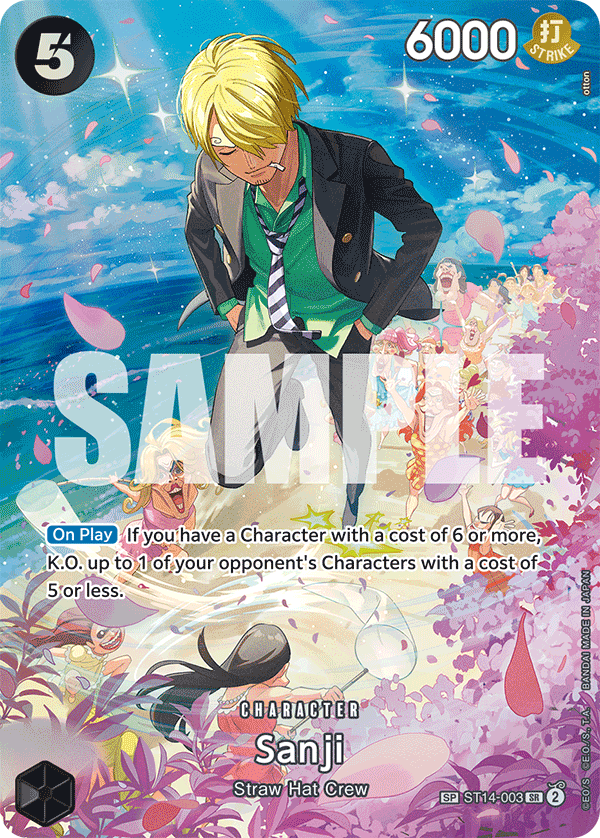 5
6000
打
STRIKE
otton
SAMPLE
On Play If you have a Character with a cost of 6 or more,
K.O. up to 1 of your opponent's Characters with a cost of
5 or less.
CHARACTER
Sanji
Straw Hat Crew
SP ST14-003 SR 2
©E.O/S ©E.O./S.,T.A. BANDAI MADE IN JAPAN